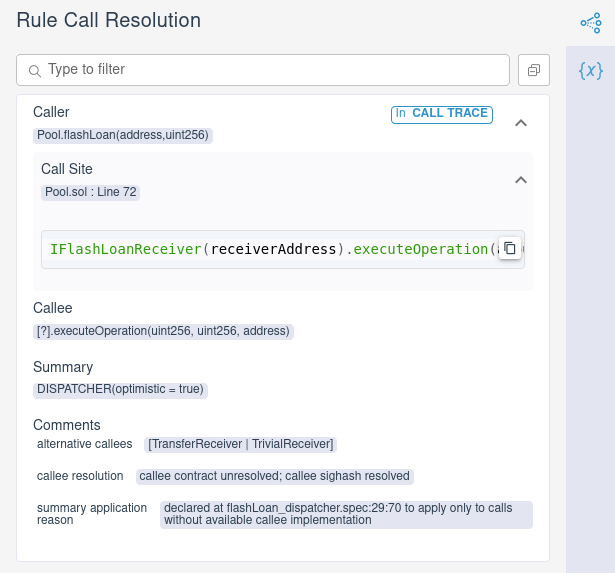 Rule Call Resolution
Type to filter
Caller
In CALL TRACE
Pool.flashLoan(address,uint256)
Call Site
Pool.sol : Line 72
IFlashLoanReceiver(receiverAddress).executeOperation(
Callee
[?].executeOperation(uint256, uint256, address)
Summary
DISPATCHER(optimistic = true)
Comments
alternative callees [TransferReceiver | TrivialReceiver]
callee resolution callee contract unresolved; callee sighash resolved
summary application reason declared at flashLoan_dispatcher.spec:29:70 to apply only to calls
without available callee implementation
{x}